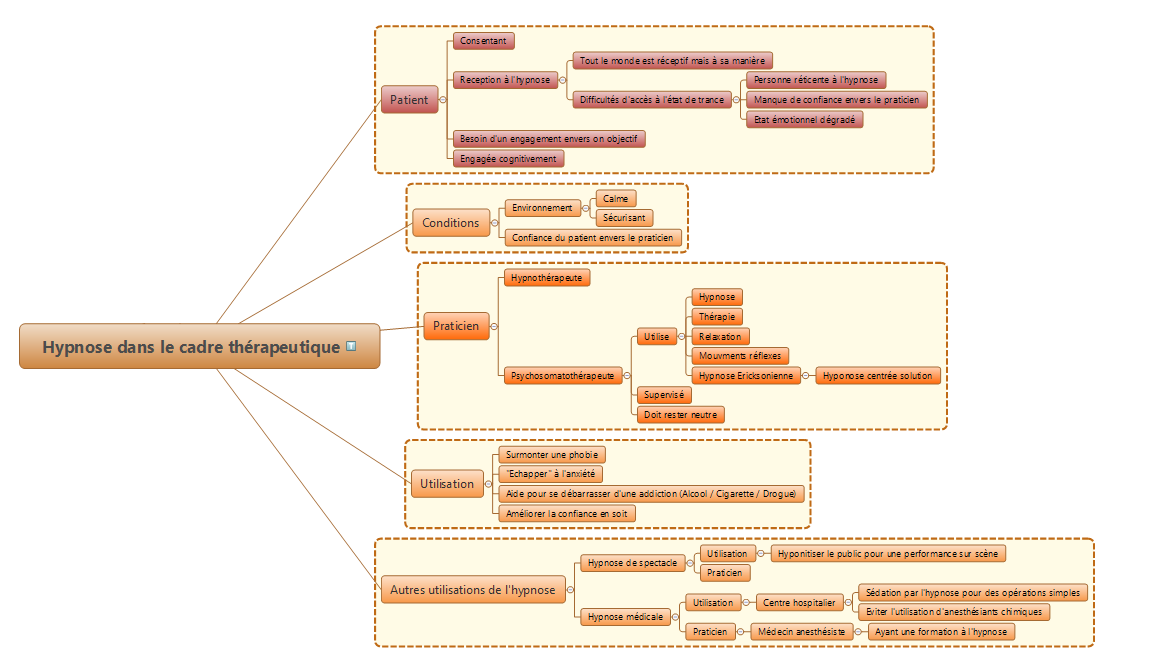 Hypnose dans le cadre thérapeutique
Patient
Consentant
Reception à l'hypnose
Tout le monde est réceptif mais à sa manière
Difficultés d'accès à l'état de trance
Personne réticente à l'hypnose
Manque de confiance envers le praticien
Etat émotionnel dégradé
Besoin d'un engagement envers on objectif
Engagée cognitivement
Conditions
Environnement
Calme
Sécurisant
Confiance du patient envers le praticien
Praticien
Hypnothérapeute
Psychosomatothérapeute
Utilise
Hypnose
Thérapie
Relaxation
Mouvments réflexes
Hypnose Ericksonienne
Hyponose centrée solution
Supervisé
Doit rester neutre
Utilisation
Surmonter une phobie
"Echapper" à l'anxiété
Aide pour se débarrasser d'une addiction (Alcool / Cigarette / Drogue)
Améliorer la confiance en soit
Autres utilisations de l'hypnose
Hypnose de spectacle
Utilisation
Hyponitiser le public pour une performance sur scène
Praticien
Hypnose médicale
Utilisation
Centre hospitalier
Sédation par l'hypnose pour des opérations simples
Eviter l'utilisation d'anesthésiants chimiques
Praticien
Médecin anesthésiste
Ayant une formation à l'hypnose